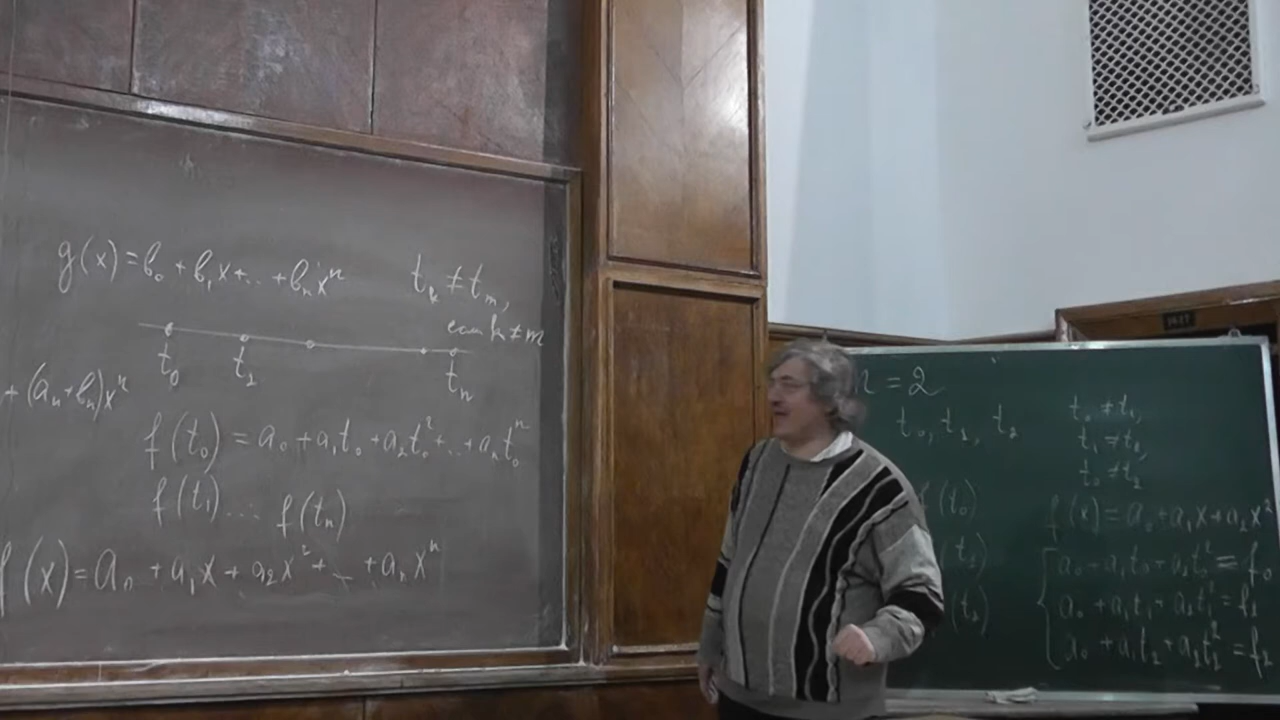 g(x) = b₀ + b₁x + ... + bₙxⁿ
tₖ ≠ tₘ,
если k ≠ m
t₀ t₁ tₙ
+ (aₙ + bₙ)xⁿ
f(t₀) = a₀ + a₁t₀ + a₂t₀² + ... + aₙt₀ⁿ
f(t₁) ... f(tₙ)
f(x) = a₀ + a₁x + a₂x² + ... + aₙxⁿ
n = 2
t₀, t₁, t₂
t₀ ≠ t₁,
t₁ ≠ t₂,
t₀ ≠ t₂
f(t₀)
(t₁)
(t₂)
f(x) = a₀ + a₁x + a₂x²
a₀ + a₁t₀ + a₂t₀² = f₀
a₀ + a₁t₁ + a₂t₁² = f₁
a₀ + a₁t₂ + a₂t₂² = f₂